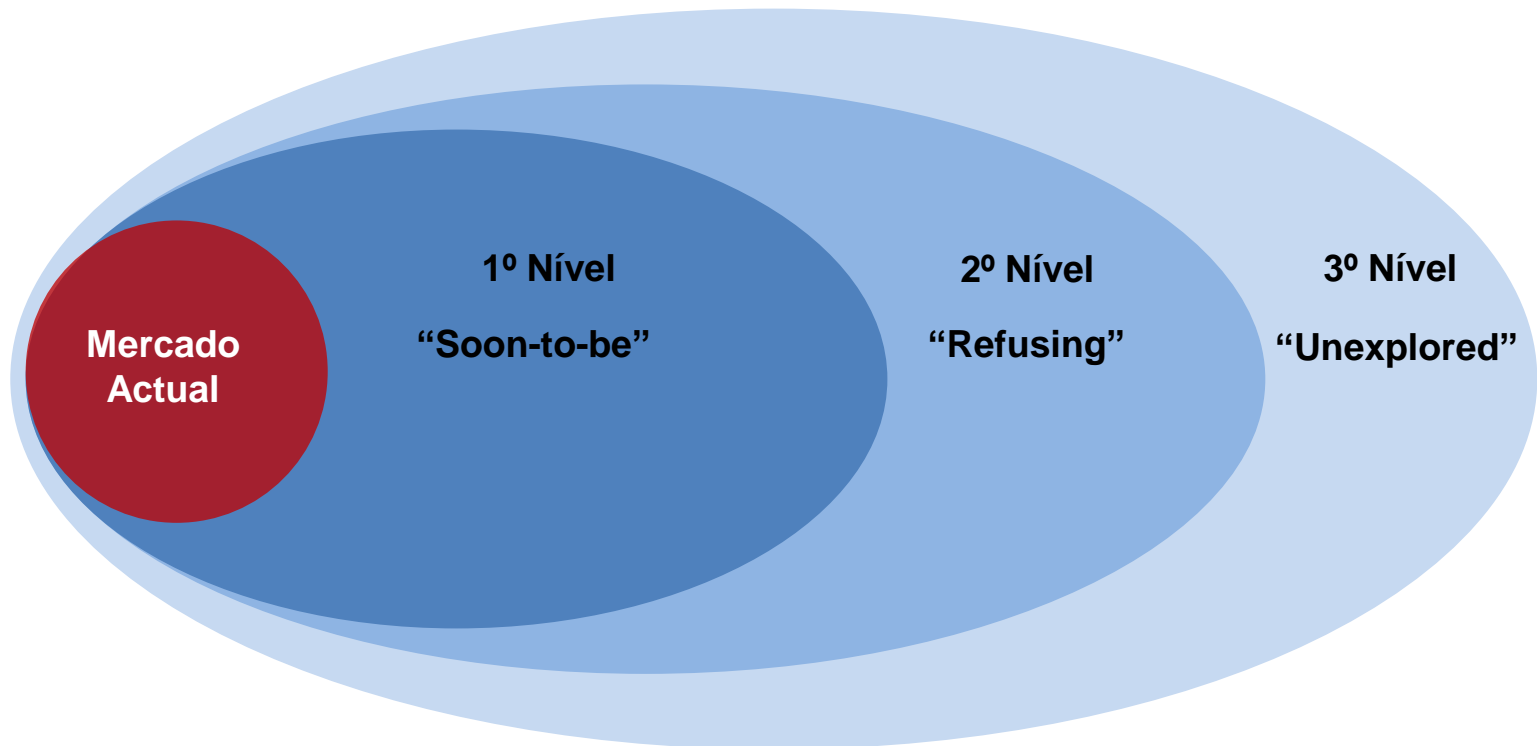 Mercado
Actual
1º Nível
“Soon-to-be”
2º Nível
“Refusing”
3º Nível
“Unexplored”